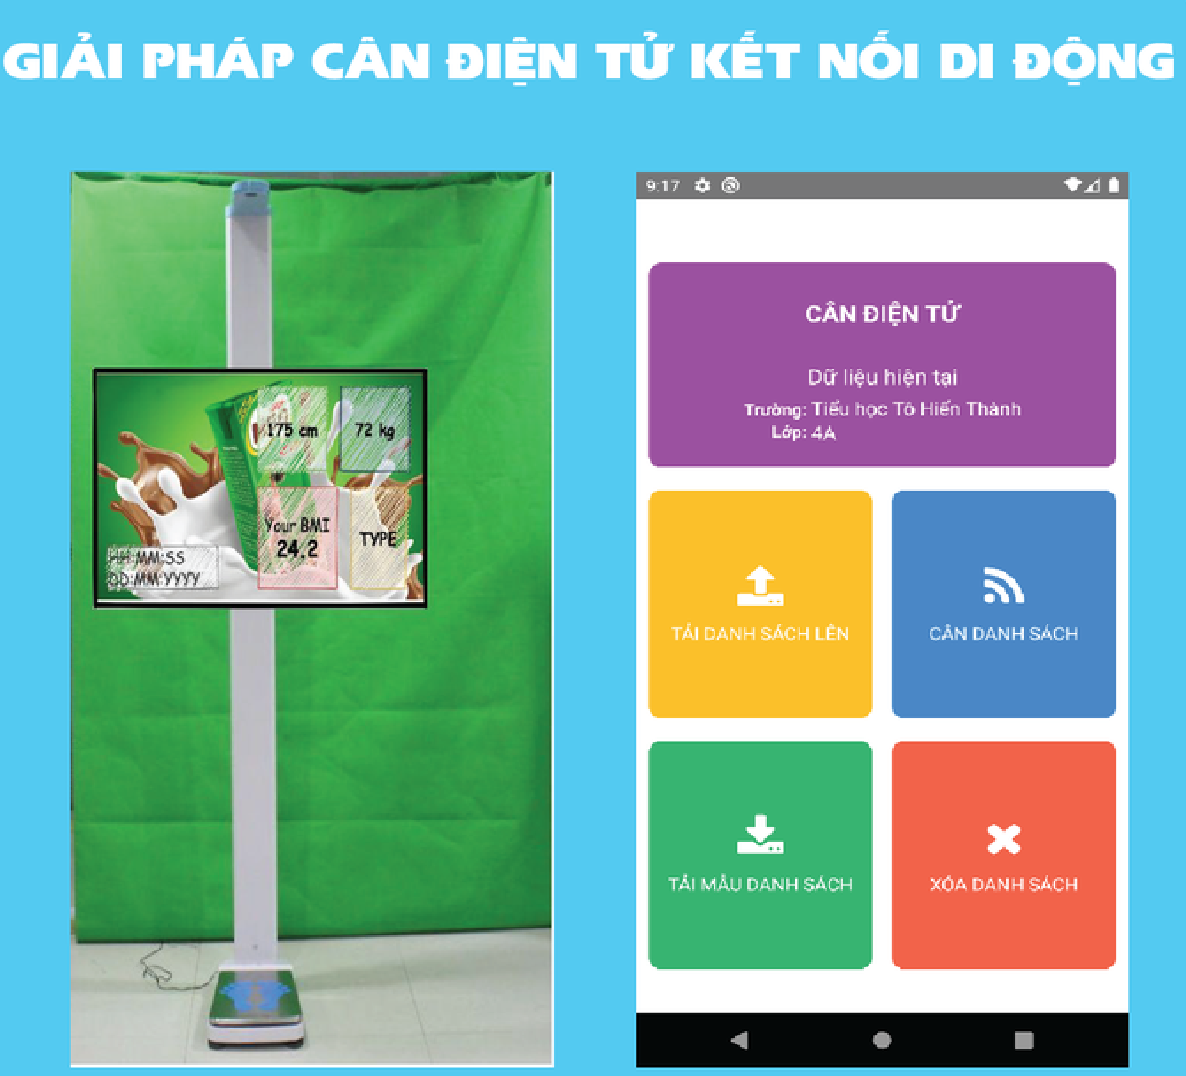 GIẢI PHÁP CÂN ĐIỆN TỬ KẾT NỐI DI ĐỘNG
175 cm
72 kg
Your BMI
24.2
TYPE
HH:MM:SS
DD:MM:YYYY
9:17
CÂN ĐIỆN TỬ
Dữ liệu hiện tại
Trường: Tiểu học Tô Hiến Thành
Lớp: 4A
TẢI DANH SÁCH LÊN
CÂN DANH SÁCH
TẢI MẪU DANH SÁCH
XÓA DANH SÁCH